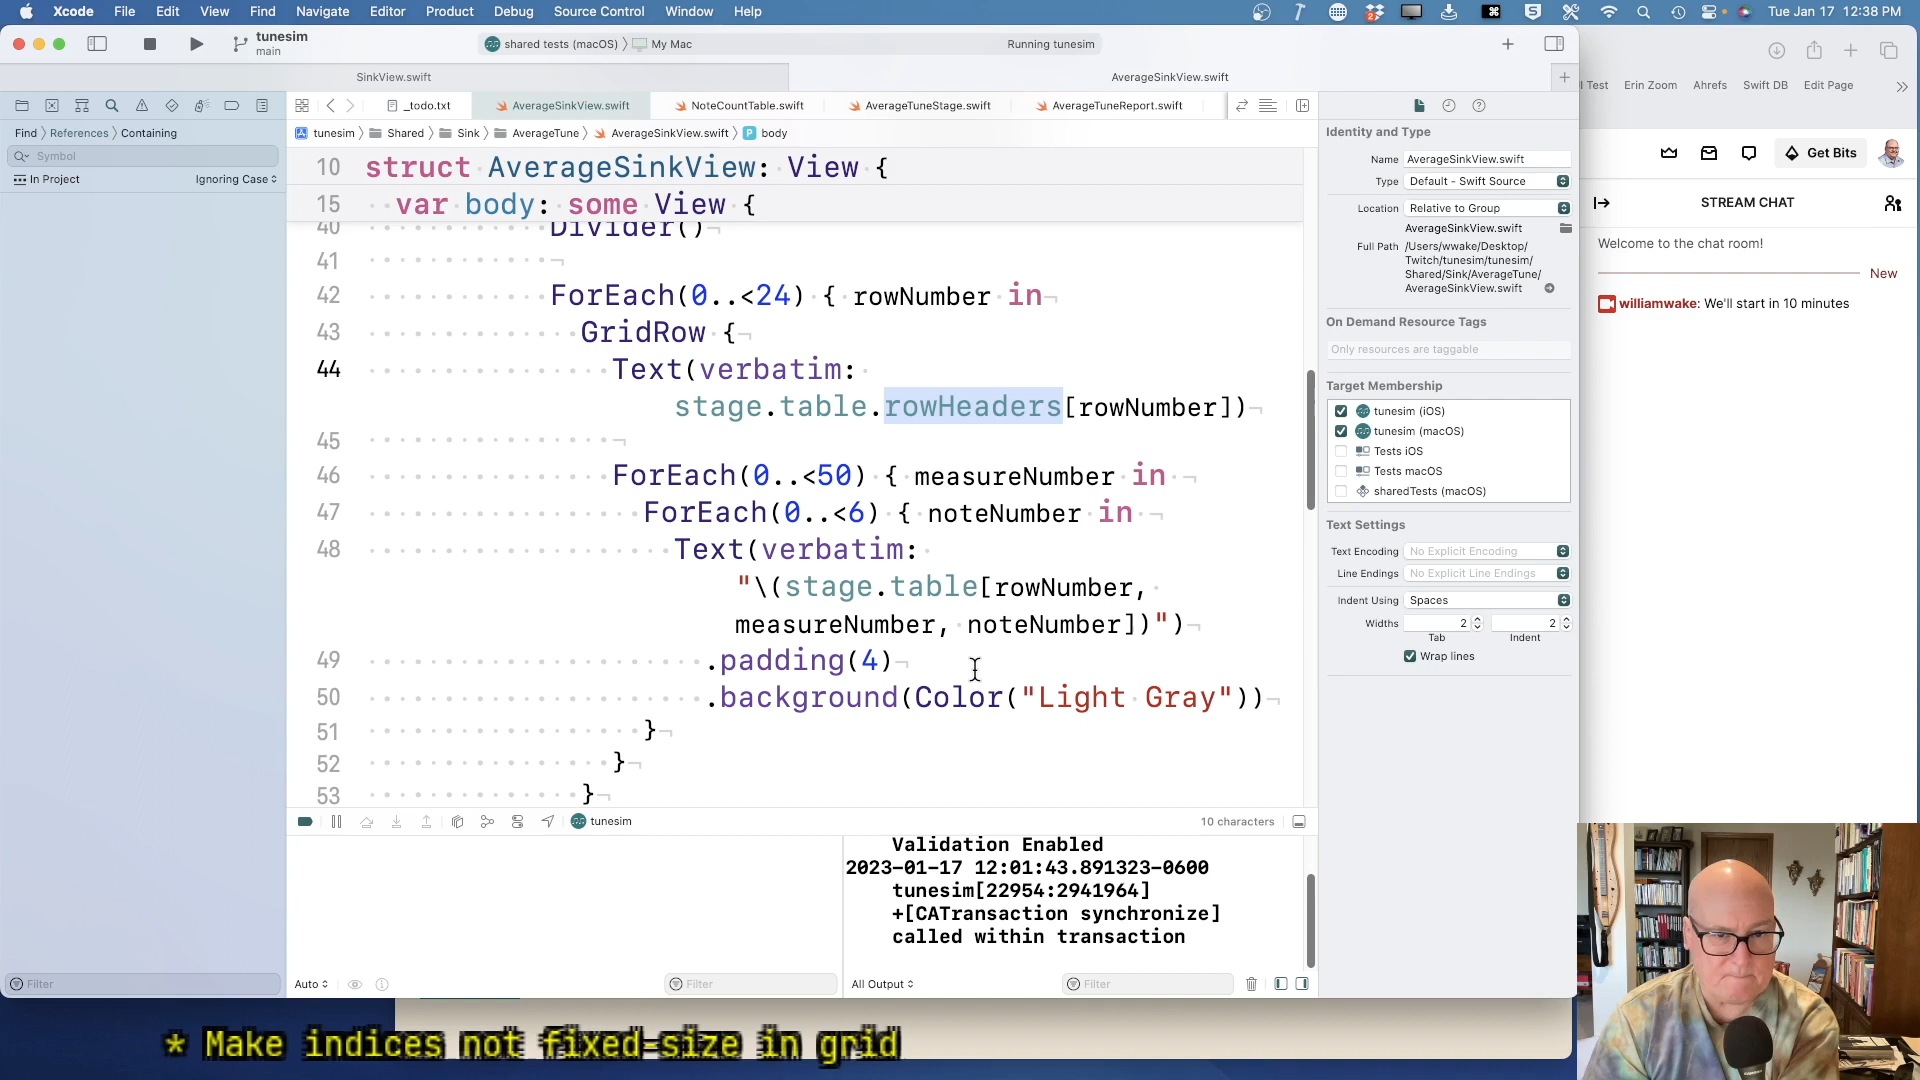 Xcode File Edit View Find Navigate Editor Product Debug Source Control Window Help
Tue Jan 17 12:38 PM
tunesim
main
shared tests (macOS) 〉 My Mac
Running tunesim
SinkView.swift
AverageSinkView.swift
_todo.txt
AverageSinkView.swift
NoteCountTable.swift
AverageTuneStage.swift
AverageTuneReport.swift
Find 〉 References 〉 Containing
Symbol
In Project
Ignoring Case
tunesim 〉 Shared 〉 Sink 〉 AverageTune 〉 AverageSinkView.swift 〉 body
10 struct AverageSinkView: View {
15 var body: some View {
40 Divider()
41
42 ForEach(0..<24) { rowNumber in
43 GridRow {
44 Text(verbatim:
stage.table.rowHeaders[rowNumber])
45
46 ForEach(0..<50) { measureNumber in
47 ForEach(0..<6) { noteNumber in
48 Text(verbatim:
"\(stage.table[rowNumber,
measureNumber, noteNumber])")
49 .padding(4)
50 .background(Color("Light Gray"))
51 }
52 }
53 }
tunesim
10 characters
Validation Enabled
2023-01-17 12:01:43.891323-0600
tunesim[22954:2941964]
+[CATransaction synchronize]
called within transaction
Filter
Auto
Filter
All Output
Filter
Identity and Type
Name AverageSinkView.swift
Type Default - Swift Source
Location Relative to Group
AverageSinkView.swift
Full Path /Users/wwake/Desktop/
Twitch/tunesim/tunesim/
Shared/Sink/AverageTune/
AverageSinkView.swift
On Demand Resource Tags
Only resources are taggable
Target Membership
tunesim (iOS)
tunesim (macOS)
Tests iOS
Tests macOS
sharedTests (macOS)
Text Settings
Text Encoding No Explicit Encoding
Line Endings No Explicit Line Endings
Indent Using Spaces
Widths 2 2
Tab Indent
Wrap lines
Test Erin Zoom Ahrefs Swift DB Edit Page
Get Bits
STREAM CHAT
Welcome to the chat room!
New
williamwake: We'll start in 10 minutes
* Make indices not fixed-size in grid